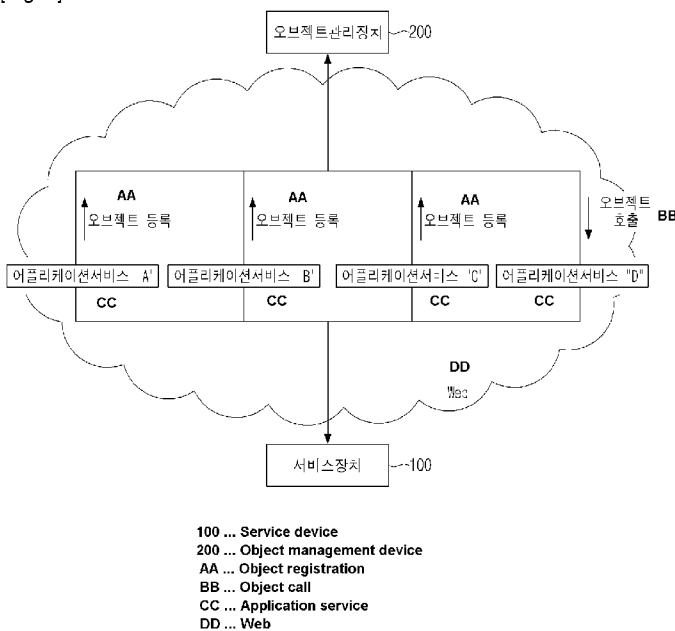 오브젝트관리장치 200
AA AA AA
오브젝트 등록 오브젝트 등록 오브젝트 등록 오브젝트
호출 BB
어플리케이션서비스 A' 어플리케이션서비스 B' 어플리케이션서비스 'C' 어플리케이션서비스 "D"
CC CC CC CC
DD
Web
서비스장치 100
100 ... Service device
200 ... Object management device
AA ... Object registration
BB ... Object call
CC ... Application service
DD ... Web